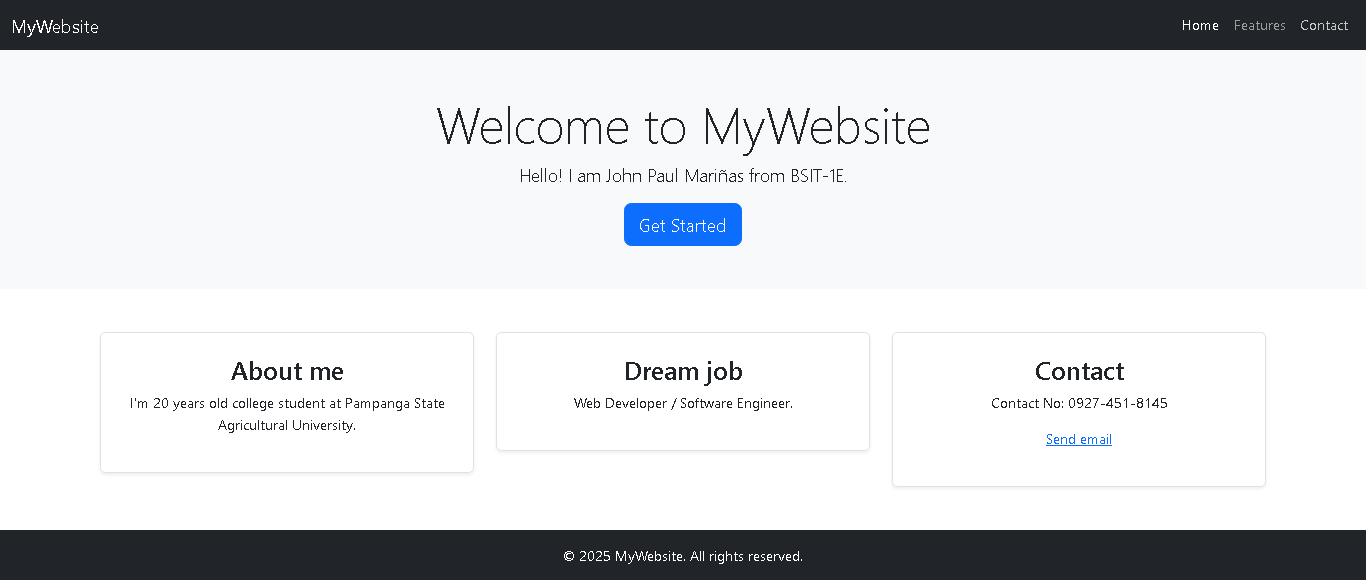 MyWebsite
Home Features Contact
Welcome to MyWebsite
Hello! I am John Paul Mariñas from BSIT-1E.
Get Started
About me
I'm 20 years old college student at Pampanga State
Agricultural University.
Dream job
Web Developer / Software Engineer.
Contact
Contact No: 0927-451-8145
Send email
© 2025 MyWebsite. All rights reserved.